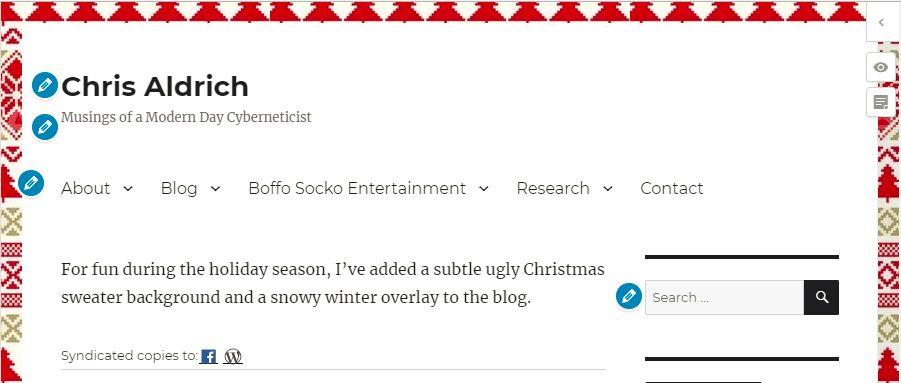 Chris Aldrich
Musings of a Modern Day Cyberneticist
About
Blog
Boffo Socko Entertainment
Research
Contact
For fun during the holiday season, I’ve added a subtle ugly Christmas
sweater background and a snowy winter overlay to the blog.
Search ...
Syndicated copies to: